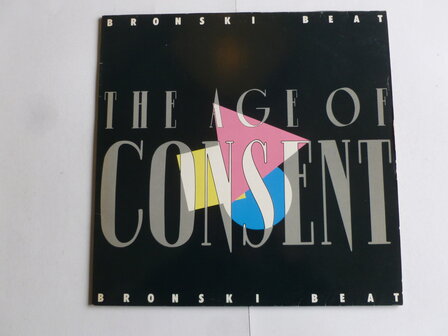 BRONSKI BEAT
THE AGE OF
CONSENT
BRONSKI BEAT